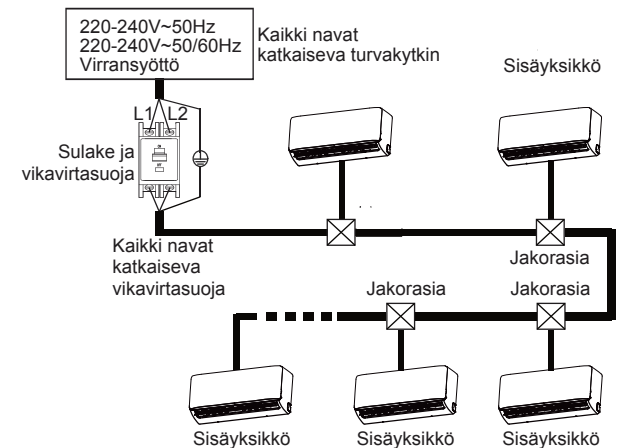 220-240V~50Hz
220-240V~50/60Hz
Virransyöttö
Kaikki navat
katkaiseva turvakytkin
Sisäyksikkö
L1 L2
Sulake ja
vikavirtasuoja
Kaikki navat
katkaiseva
vikavirtasuoja
Jakorasia
Jakorasia
Jakorasia
Sisäyksikkö
Sisäyksikkö
Sisäyksikkö